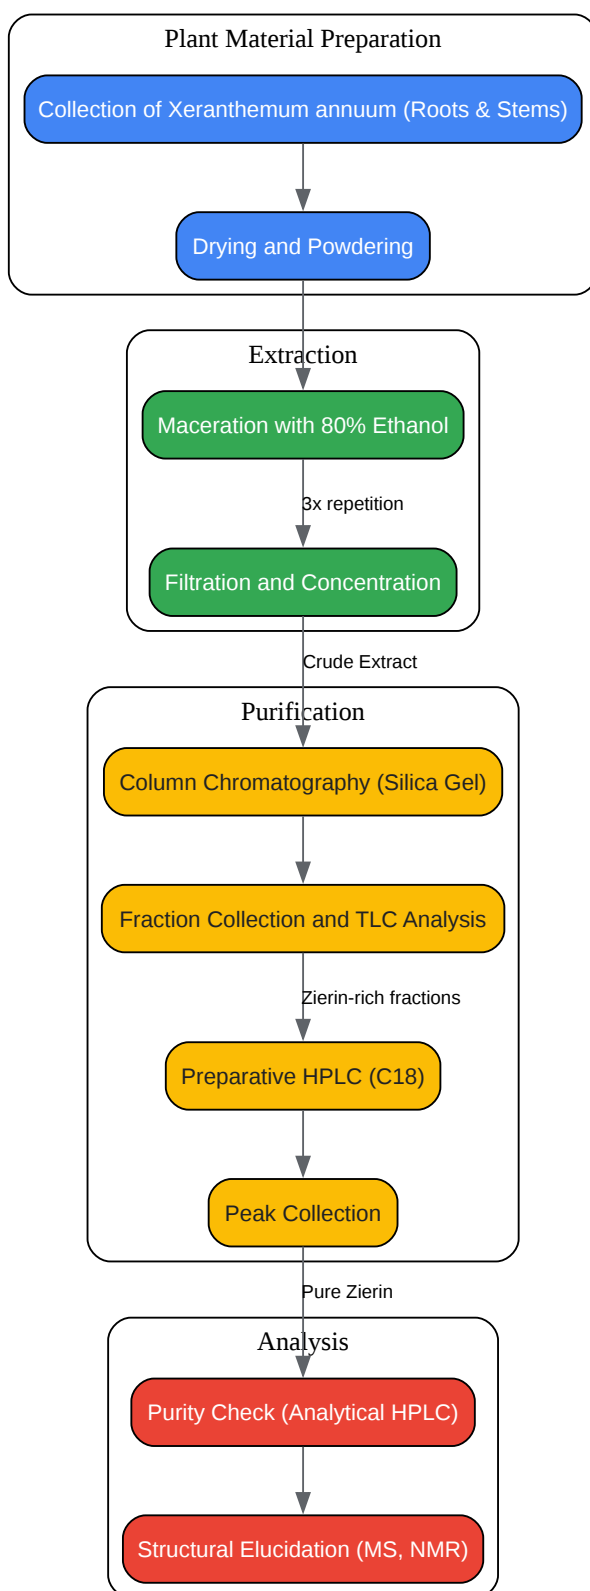 Plant Material Preparation
Collection of Xeranthemum annuum (Roots & Stems)
Drying and Powdering
Extraction
Maceration with 80% Ethanol
3x repetition
Filtration and Concentration
Crude Extract
Purification
Column Chromatography (Silica Gel)
Fraction Collection and TLC Analysis
Zierin-rich fractions
Preparative HPLC (C18)
Peak Collection
Pure Zierin
Analysis
Purity Check (Analytical HPLC)
Structural Elucidation (MS, NMR)